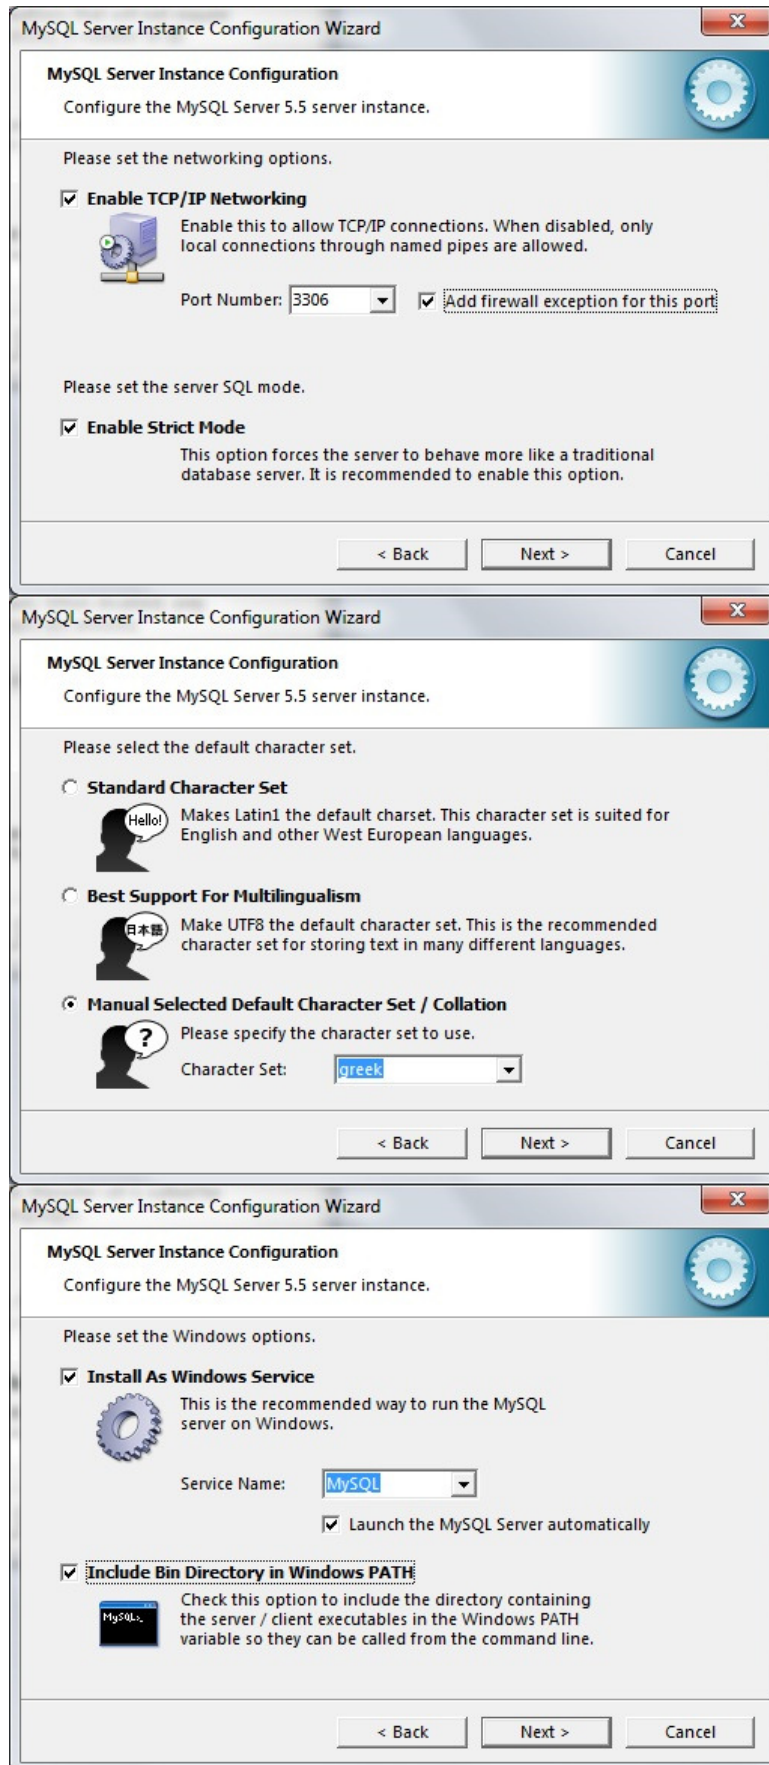 MySQL Server Instance Configuration Wizard
MySQL Server Instance Configuration
Configure the MySQL Server 5.5 server instance.
Please set the networking options.
Enable TCP/IP Networking
Enable this to allow TCP/IP connections. When disabled, only
local connections through named pipes are allowed.
Port Number: 3306 Add firewall exception for this port
Please set the server SQL mode.
Enable Strict Mode
This option forces the server to behave more like a traditional
database server. It is recommended to enable this option.
< Back Next > Cancel
MySQL Server Instance Configuration Wizard
MySQL Server Instance Configuration
Configure the MySQL Server 5.5 server instance.
Please select the default character set.
Standard Character Set
Hello!
Makes Latin1 the default charset. This character set is suited for
English and other West European languages.
Best Support For Multilingualism
日本語
Make UTF8 the default character set. This is the recommended
character set for storing text in many different languages.
Manual Selected Default Character Set / Collation
?
Please specify the character set to use.
Character Set: greek
< Back Next > Cancel
MySQL Server Instance Configuration Wizard
MySQL Server Instance Configuration
Configure the MySQL Server 5.5 server instance.
Please set the Windows options.
Install As Windows Service
This is the recommended way to run the MySQL
server on Windows.
Service Name: MySQL
Launch the MySQL Server automatically
Include Bin Directory in Windows PATH
MySQL>_
Check this option to include the directory containing
the server / client executables in the Windows PATH
variable so they can be called from the command line.
< Back Next > Cancel